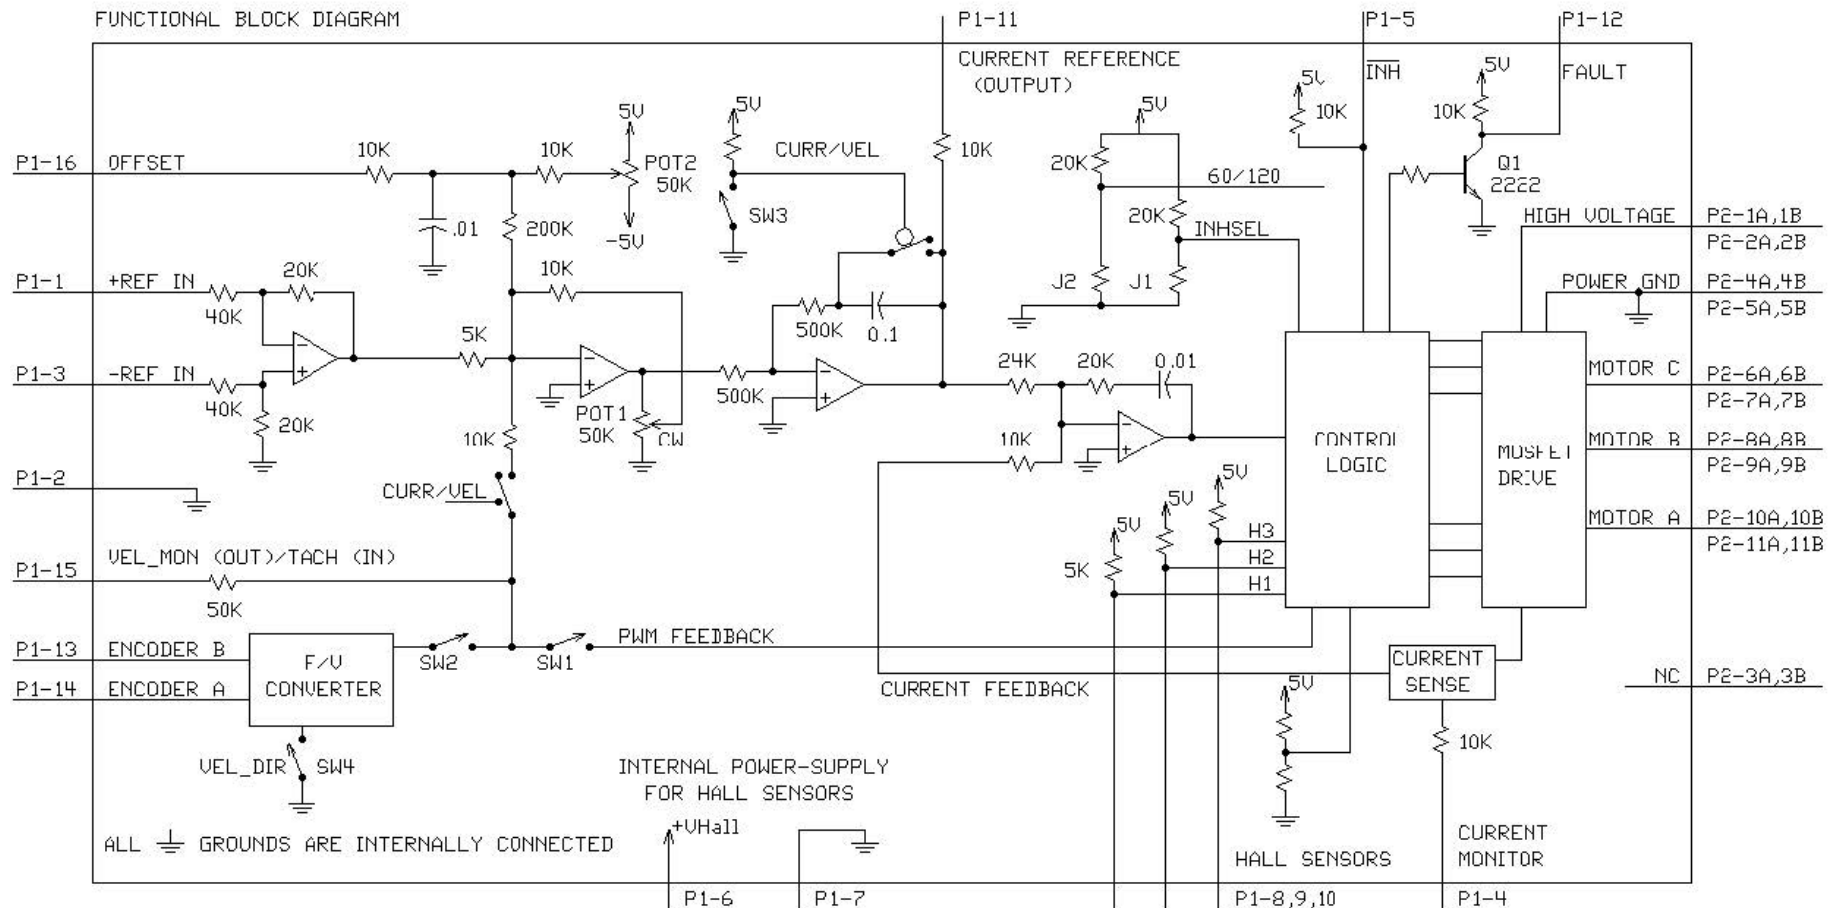 FUNCTIONAL BLOCK DIAGRAM
P1-11
P1-5
P1-12
CURRENT REFERENCE
(OUTPUT)
INH
FAULT
5V
10K
5V
10K
5V
5V
5V
P1-16
OFFSET
10K
10K
POT2
50K
CURR/VEL
10K
20K
60/120
Q1
2222
.01
200K
-5V
SW3
20K
INHSEL
HIGH VOLTAGE
P2-1A,1B
P2-2A,2B
P1-1
+REF IN
20K
10K
J2
J1
POWER GND
P2-4A,4B
P2-5A,5B
40K
5K
500K
0.1
P1-3
-REF IN
24K
20K
0.01
MOTOR C
P2-6A,6B
P2-7A,7B
40K
20K
500K
POT1
50K
CW
10K
10K
CONTROL
LOGIC
MOSFET
DRIVE
MOTOR B
P2-8A,8B
P2-9A,9B
P1-2
CURR/VEL
5V
5V
5V
MOTOR A
P2-10A,10B
P2-11A,11B
P1-15
VEL_MON (OUT)/TACH (IN)
50K
5K
H3
H2
H1
P1-13
ENCODER B
F/V
CONVERTER
SW2
SW1
PWM FEEDBACK
P1-14
ENCODER A
CURRENT FEEDBACK
CURRENT
SENSE
NC
P2-3A,3B
5V
10K
VEL_DIR
SW4
INTERNAL POWER-SUPPLY
FOR HALL SENSORS
+VHall
ALL
GROUNDS ARE INTERNALLY CONNECTED
HALL SENSORS
CURRENT
MONITOR
P1-6
P1-7
P1-8,9,10
P1-4